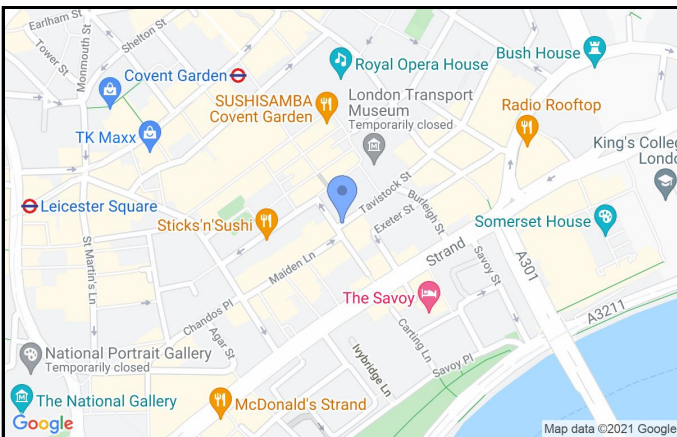 Earlham St
Shelton St
Monmouth St
Tower St
Covent Garden
Royal Opera House
Bush House
SUSHISAMBA
Covent Garden
London Transport
Museum
Temporarily closed
Radio Rooftop
TK Maxx
King's Colleg
Londo
Leicester Square
Tavistock St
Burleigh St
Exeter St
Sticks'n'Sushi
Somerset House
St Martin's Ln
Maiden Ln
Strand
Savoy St
A301
The Savoy
A3211
Chandos Pl
Agar St
Carting Ln
Ivybridge Ln
Savoy Pl
National Portrait Gallery
Temporarily closed
The National Gallery
McDonald's Strand
Google
Map data ©2021 Google